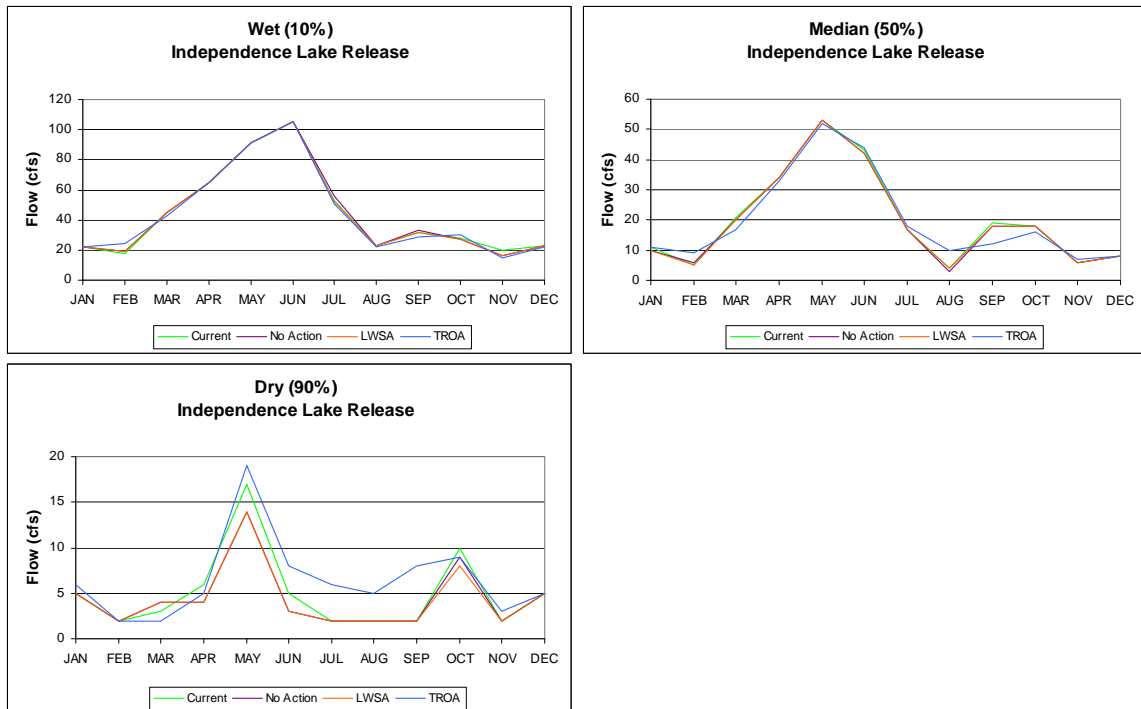 Wet (10%)
Independence Lake Release
Flow (cfs)
120
100
80
60
40
20
0
JAN FEB MAR APR MAY JUN JUL AUG SEP OCT NOV DEC
Current No Action LWSA TROA
Median (50%)
Independence Lake Release
Flow (cfs)
60
50
40
30
20
10
0
JAN FEB MAR APR MAY JUN JUL AUG SEP OCT NOV DEC
Current No Action LWSA TROA
Dry (90%)
Independence Lake Release
Flow (cfs)
20
15
10
5
0
JAN FEB MAR APR MAY JUN JUL AUG SEP OCT NOV DEC
Current No Action LWSA TROA